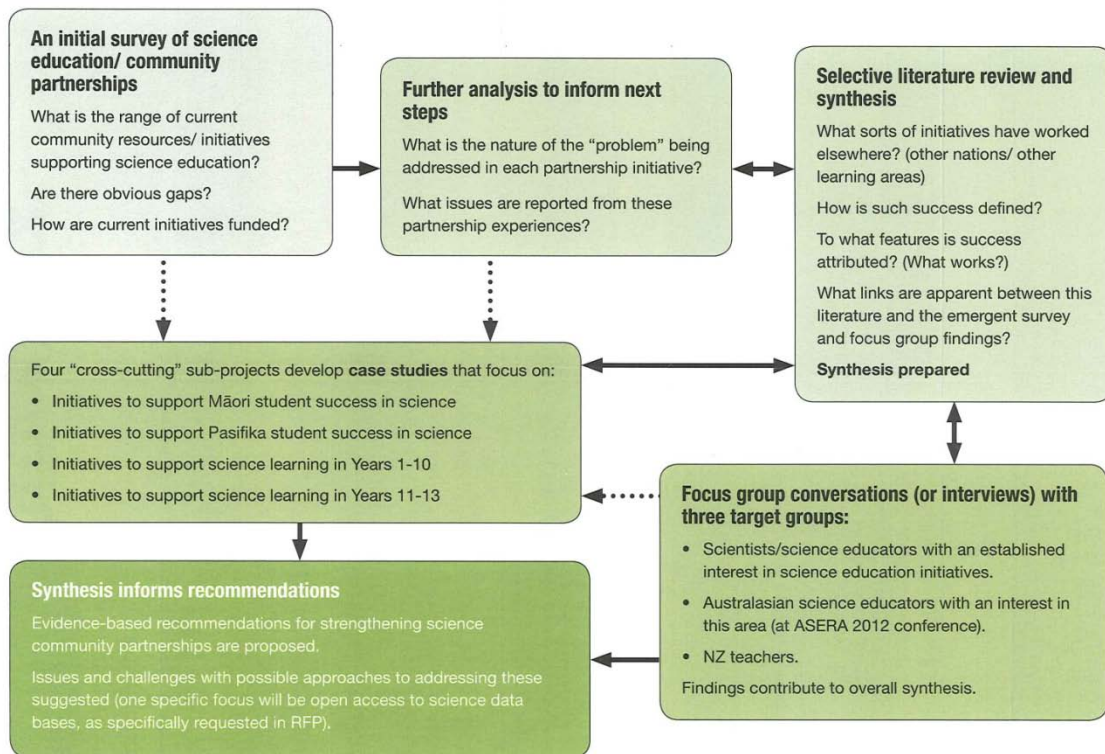 An initial survey of science
education/ community
partnerships
What is the range of current
community resources/ initiatives
supporting science education?
Are there obvious gaps?
How are current initiatives funded?
Further analysis to inform next
steps
What is the nature of the “problem” being
addressed in each partnership initiative?
What issues are reported from these
partnership experiences?
Selective literature review and
synthesis
What sorts of initiatives have worked
elsewhere? (other nations/ other
learning areas)
How is such success defined?
To what features is success
attributed? (What works?)
What links are apparent between this
literature and the emergent survey
and focus group findings?
Synthesis prepared
Four “cross-cutting” sub-projects develop case studies that focus on:
• Initiatives to support Māori student success in science
• Initiatives to support Pasifika student success in science
• Initiatives to support science learning in Years 1-10
• Initiatives to support science learning in Years 11-13
Focus group conversations (or interviews) with
three target groups:
• Scientists/science educators with an established
interest in science education initiatives.
• Australasian science educators with an interest in
this area (at ASERA 2012 conference).
• NZ teachers.
Findings contribute to overall synthesis.
Synthesis informs recommendations
Evidence-based recommendations for strengthening science
community partnerships are proposed.
Issues and challenges with possible approaches to addressing these
suggested (one specific focus will be open access to science data
bases, as specifically requested in RFP).